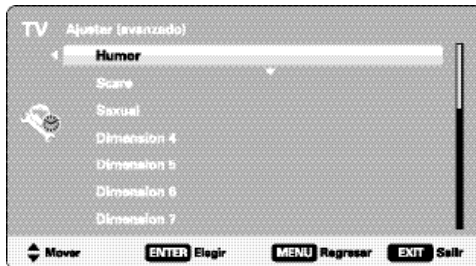 TV Ajustar (avanzado)
Humor
Scare
Sexual
Dimension 4
Dimension 5
Dimension 6
Dimension 7
Mover ENTER Elegir MENU Regresar EXIT Salir